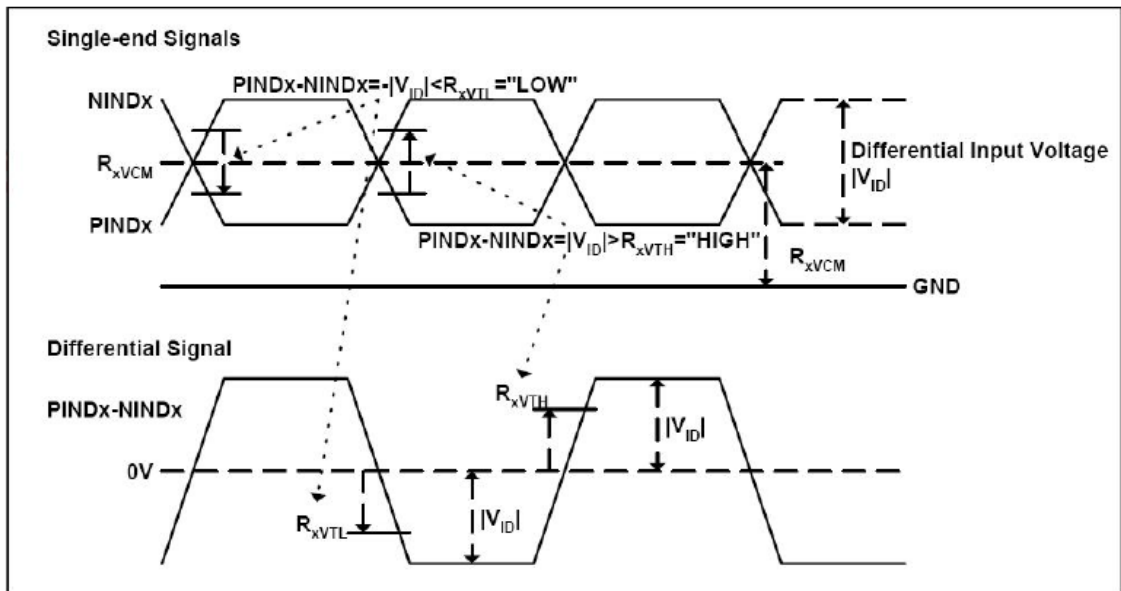 Single-end Signals
PINDx-NINDx=-|VID|<RxVTL="LOW"
NINDx
RxVCM
Differential Input Voltage
|VID|
PINDx
PINDx-NINDx=|VID|>RxVTH="HIGH"
RxVCM
GND
Differential Signal
RxVTH
PINDx-NINDx
|VID|
0V
RxVTL
|VID|